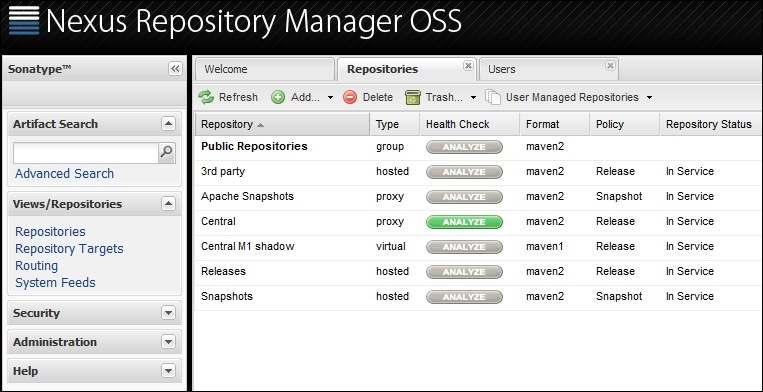 Nexus Repository Manager OSS
Sonatype™
Welcome
Repositories
Users
Refresh
Add...
Delete
Trash...
User Managed Repositories
Artifact Search
Advanced Search
Views/Repositories
Repositories
Repository Targets
Routing
System Feeds
Security
Administration
Help
Repository Type Health Check Format Policy Repository Status
Public Repositories group ANALYZE maven2
3rd party hosted ANALYZE maven2 Release In Service
Apache Snapshots proxy ANALYZE maven2 Snapshot In Service
Central proxy ANALYZE maven2 Release In Service
Central M1 shadow virtual ANALYZE maven1 Release In Service
Releases hosted ANALYZE maven2 Release In Service
Snapshots hosted ANALYZE maven2 Snapshot In Service